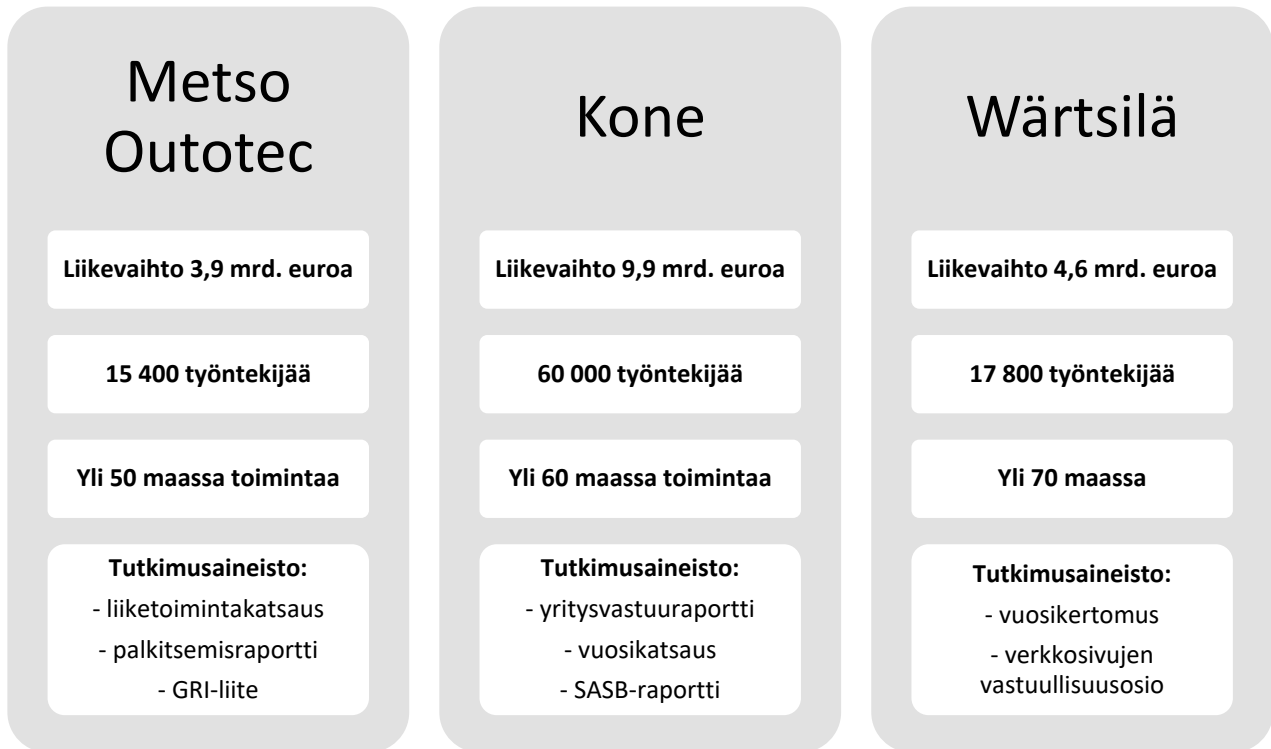 Metso
Outotec
Liikevaihto 3,9 mrd. euroa
15 400 työntekijää
Yli 50 maassa toimintaa
Tutkimusaineisto:
- liiketoimintakatsaus
- palkitsemisraportti
- GRI-liite
Kone
Liikevaihto 9,9 mrd. euroa
60 000 työntekijää
Yli 60 maassa toimintaa
Tutkimusaineisto:
- yritysvastuuraportti
- vuosikatsaus
- SASB-raportti
Wärtsilä
Liikevaihto 4,6 mrd. euroa
17 800 työntekijää
Yli 70 maassa
Tutkimusaineisto:
- vuosikertomus
- verkkosivujen
vastuullisuusosio